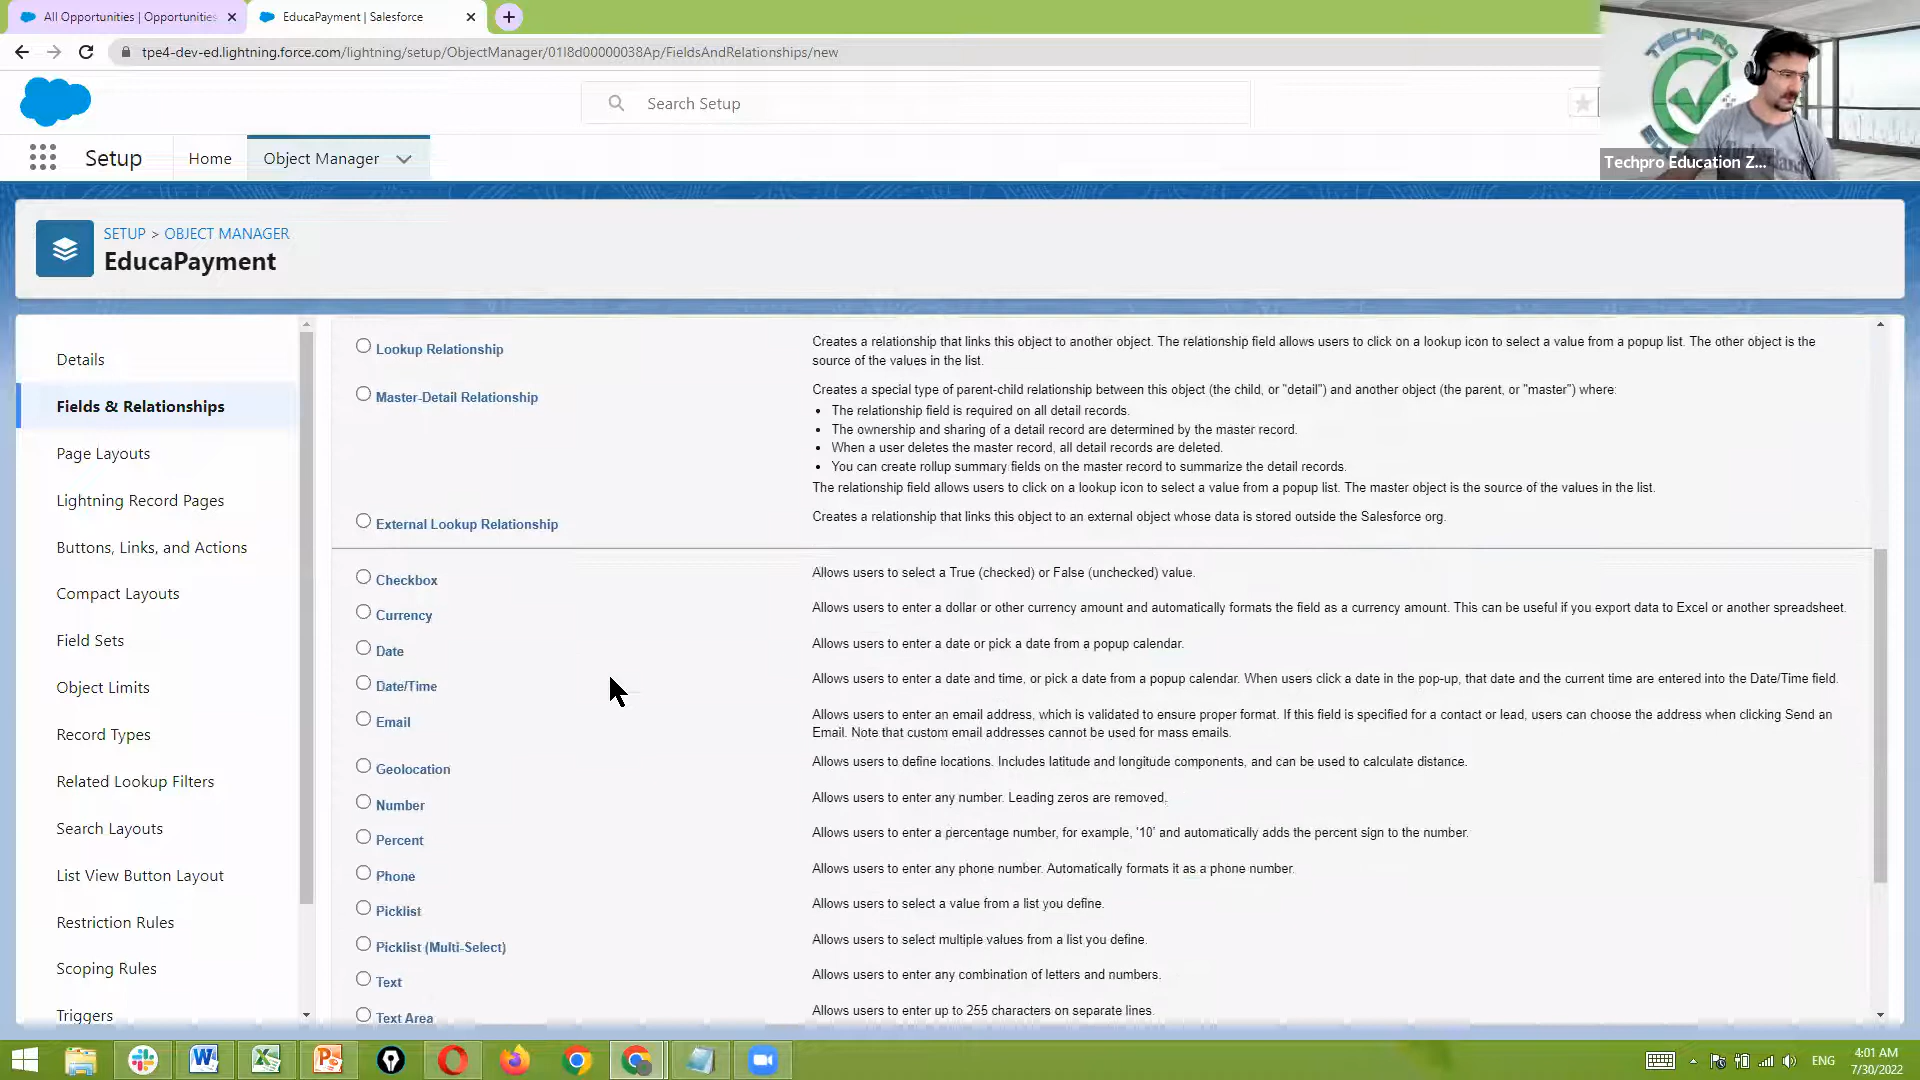 All Opportunities | Opportunities
EducaPayment | Salesforce
tpe4-dev-ed.lightning.force.com/lightning/setup/ObjectManager/01I8d00000038Ap/FieldsAndRelationships/new
Search Setup
TECHPRO
Techpro Education Z...
Setup
Home
Object Manager
SETUP > OBJECT MANAGER
EducaPayment
Details
Fields & Relationships
Page Layouts
Lightning Record Pages
Buttons, Links, and Actions
Compact Layouts
Field Sets
Object Limits
Record Types
Related Lookup Filters
Search Layouts
List View Button Layout
Restriction Rules
Scoping Rules
Triggers
Lookup Relationship
Creates a relationship that links this object to another object. The relationship field allows users to click on a lookup icon to select a value from a popup list. The other object is the
source of the values in the list.
Master-Detail Relationship
Creates a special type of parent-child relationship between this object (the child, or "detail") and another object (the parent, or "master") where:
• The relationship field is required on all detail records.
• The ownership and sharing of a detail record are determined by the master record.
• When a user deletes the master record, all detail records are deleted.
• You can create rollup summary fields on the master record to summarize the detail records.
The relationship field allows users to click on a lookup icon to select a value from a popup list. The master object is the source of the values in the list.
External Lookup Relationship
Creates a relationship that links this object to an external object whose data is stored outside the Salesforce org.
Checkbox
Allows users to select a True (checked) or False (unchecked) value.
Currency
Allows users to enter a dollar or other currency amount and automatically formats the field as a currency amount. This can be useful if you export data to Excel or another spreadsheet.
Date
Allows users to enter a date or pick a date from a popup calendar.
Date/Time
Allows users to enter a date and time, or pick a date from a popup calendar. When users click a date in the pop-up, that date and the current time are entered into the Date/Time field.
Email
Allows users to enter an email address, which is validated to ensure proper format. If this field is specified for a contact or lead, users can choose the address when clicking Send an
Email. Note that custom email addresses cannot be used for mass emails.
Geolocation
Allows users to define locations. Includes latitude and longitude components, and can be used to calculate distance.
Number
Allows users to enter any number. Leading zeros are removed.
Percent
Allows users to enter a percentage number, for example, '10' and automatically adds the percent sign to the number.
Phone
Allows users to enter any phone number. Automatically formats it as a phone number.
Picklist
Allows users to select a value from a list you define.
Picklist (Multi-Select)
Allows users to select multiple values from a list you define.
Text
Allows users to enter any combination of letters and numbers.
Text Area
Allows users to enter up to 255 characters on separate lines.
ENG
4:01 AM
7/30/2022